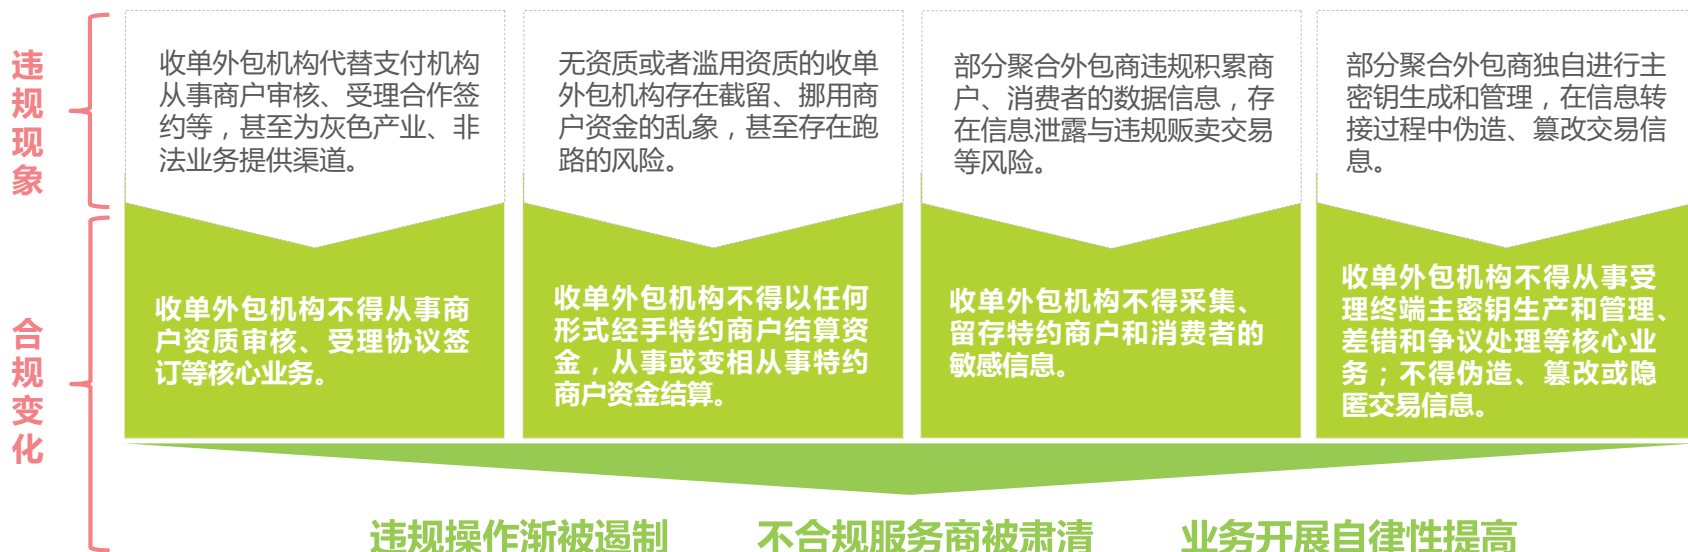 违规现象
收单外包机构代替支付机构
从事商户审核、受理合作签
约等，甚至为灰色产业、非
法业务提供渠道。
无资质或者滥用资质的收单
外包机构存在截留、挪用商
户资金的乱象，甚至存在跑
路的风险。
部分聚合外包商违规积累商
户、消费者的数据信息，存
在信息泄露与违规贩卖交易
等风险。
部分聚合外包商独自进行主
密钥生成和管理，在信息转
接过程中伪造、篡改交易信
息。
合规变化
收单外包机构不得从事商
户资质审核、受理协议签
订等核心业务。
收单外包机构不得以任何
形式经手特约商户结算资
金，从事或变相从事特约
商户资金结算。
收单外包机构不得采集、
留存特约商户和消费者的
敏感信息。
收单外包机构不得从事受
理终端主密钥生产和管理、
差错和争议处理等核心业
务；不得伪造、篡改或隐
匿交易信息。
违规操作渐被遏制 不合规服务商被肃清 业务开展自律性提高